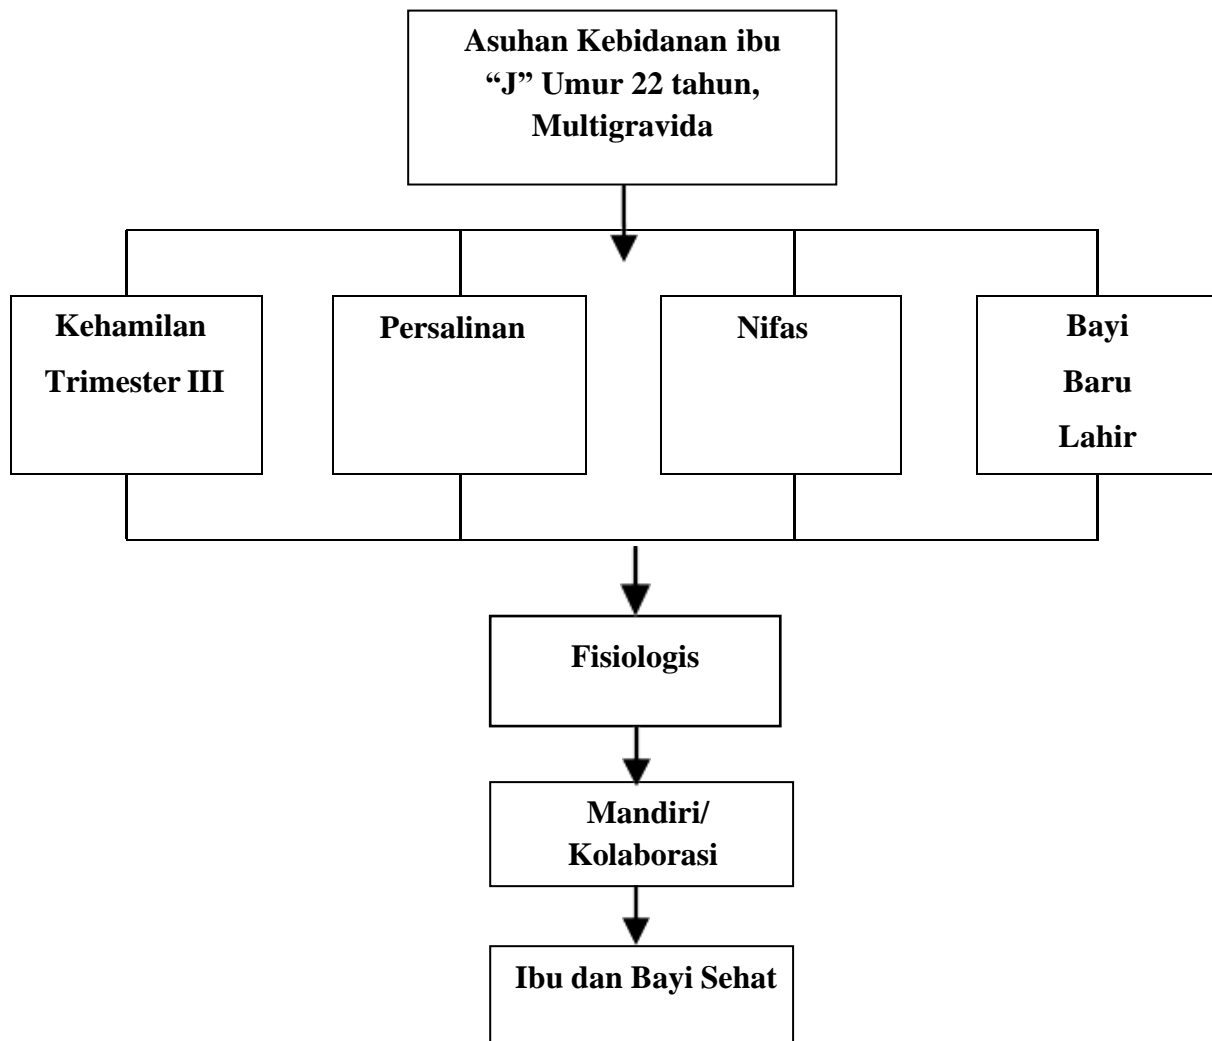 Asuhan Kebidanan ibu
“J” Umur 22 tahun,
Multigravida
Kehamilan
Trimester III
Persalinan
Nifas
Bayi
Baru
Lahir
Fisiologis
Mandiri/
Kolaborasi
Ibu dan Bayi Sehat